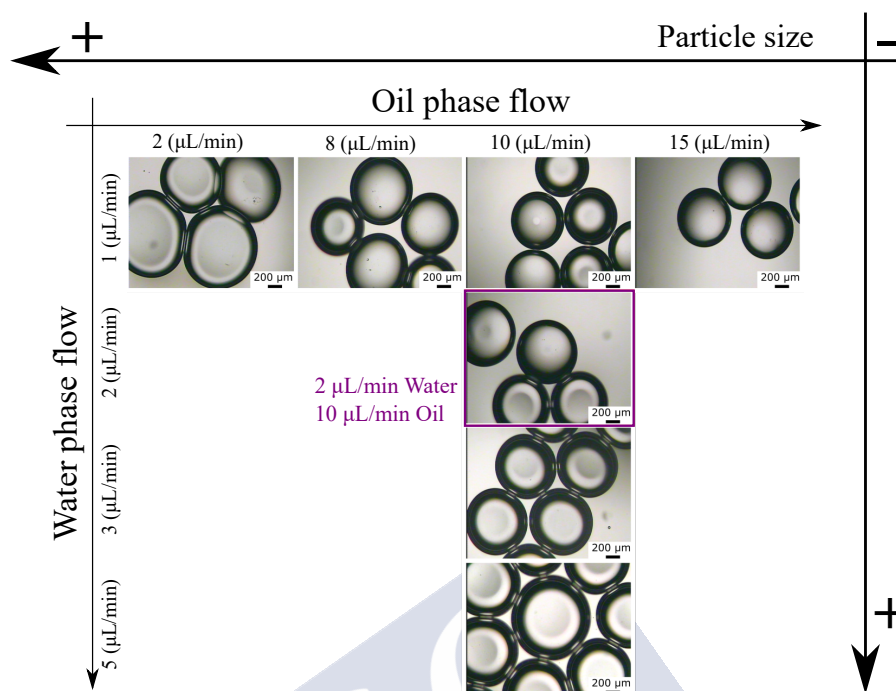 +
Particle size
-
Oil phase flow
2 (μL/min)
8 (μL/min)
10 (μL/min)
15 (μL/min)
Water phase flow
1 (μL/min)
200 μm
200 μm
200 μm
200 μm
2 (μL/min)
2 μL/min Water
10 μL/min Oil
200 μm
3 (μL/min)
200 μm
5 (μL/min)
+